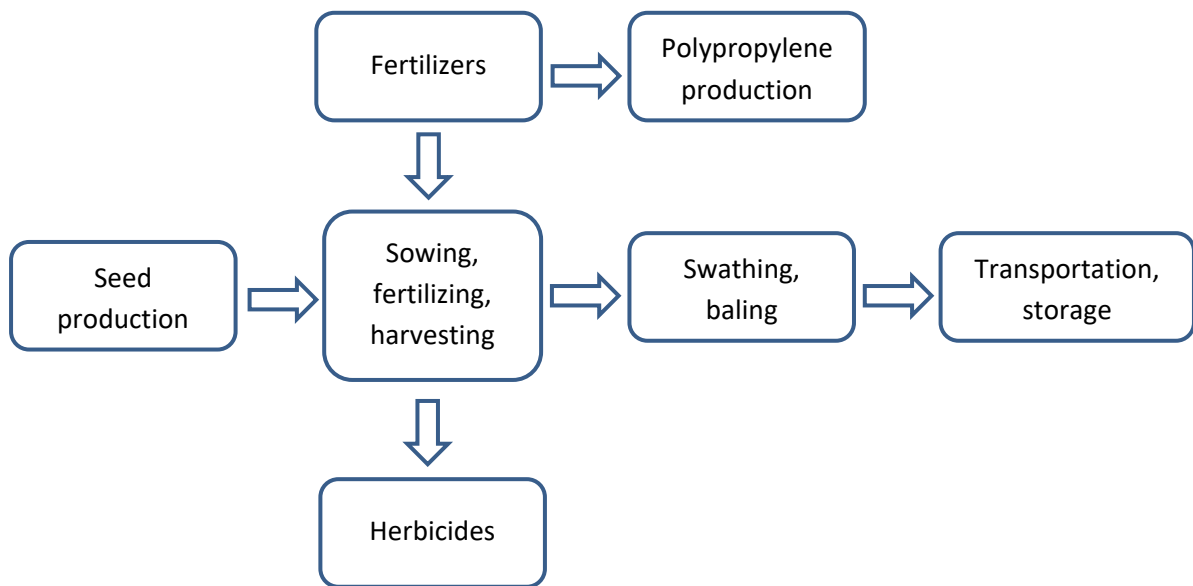 Fertilizers
Polypropylene
production
Seed
production
Sowing,
fertilizing,
harvesting
Swathing,
baling
Transportation,
storage
Herbicides